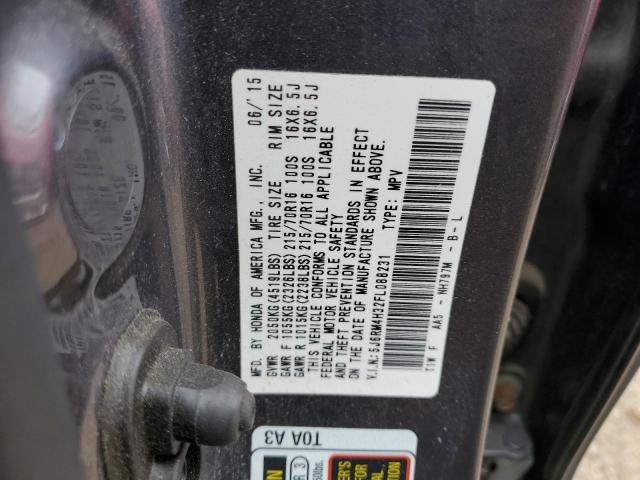 MFD. BY HONDA OF AMERICA MFG., INC. 06/'15
GVWR 2050KG(4519LBS) TIRE SIZE RIM SIZE
GAWR F 1055KG(2326LBS) 215/70R16 100S 16X6.5J
GAWR R 1015KG(2238LBS) 215/70R16 100S 16X6.5J
THIS VEHICLE CONFORMS TO ALL APPLICABLE
FEDERAL MOTOR VEHICLE SAFETY
AND THEFT PREVENTION STANDARDS IN EFFECT
ON THE DATE OF MANUFACTURE SHOWN ABOVE.
V.I.N.:5J6RM4H32FL088231 TYPE: MPV
T1W F AA5 - NH797M - B- L
T0A A3